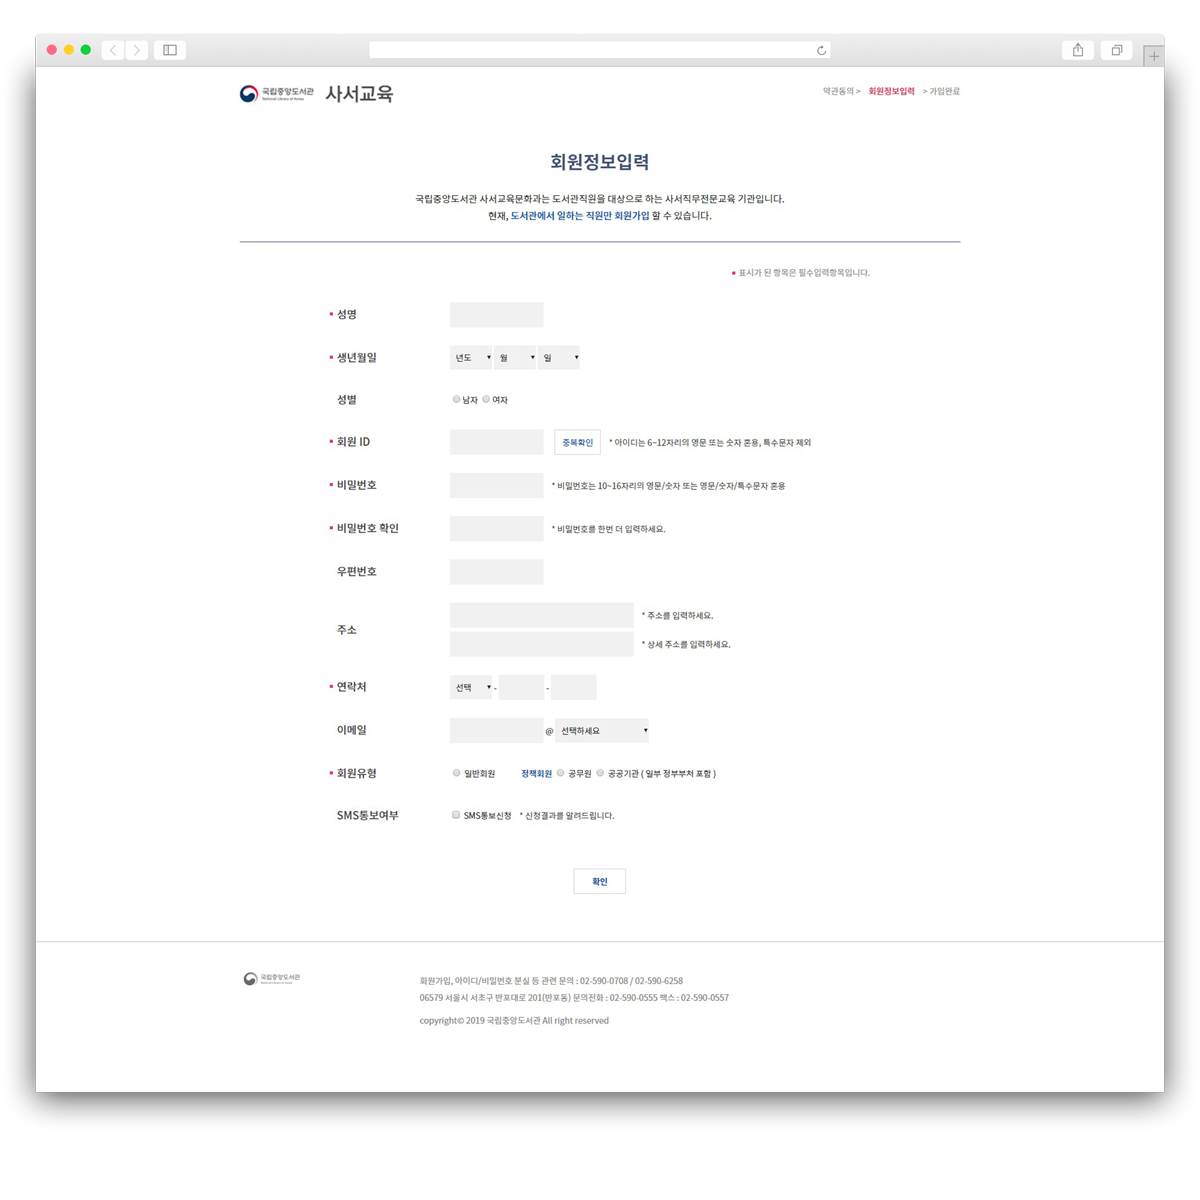 국립중앙도서관 사서교육
National Library of Korea
약관동의 > 회원정보입력 > 가입완료
회원정보입력
국립중앙도서관 사서교육문화과는 도서관직원을 대상으로 하는 사서직무전문교육 기관입니다.
현재, 도서관에서 일하는 직원만 회원가입 할 수 있습니다.
표시가 된 항목은 필수입력항목입니다.
성명
생년월일 년도 월 일
성별 남자 여자
회원 ID 중복확인 * 아이디는 6~12자리의 영문 또는 숫자 혼용, 특수문자 제외
비밀번호 * 비밀번호는 10~16자리의 영문/숫자 또는 영문/숫자/특수문자 혼용
비밀번호 확인 * 비밀번호를 한번 더 입력하세요.
우편번호
* 주소를 입력하세요.
주소
* 상세 주소를 입력하세요.
연락처 선택 - -
이메일 @ 선택하세요
회원유형 일반회원 정책회원 공무원 공공기관 ( 일부 정부부처 포함 )
SMS통보여부 SMS통보신청 * 신청결과를 알려드립니다.
확인
국립중앙도서관
National Library of Korea
회원가입, 아이디/비밀번호 분실 등 관련 문의 : 02-590-0708 / 02-590-6258
06579 서울시 서초구 반포대로 201(반포동) 문의전화 : 02-590-0555 팩스 : 02-590-0557
copyright© 2019 국립중앙도서관 All right reserved